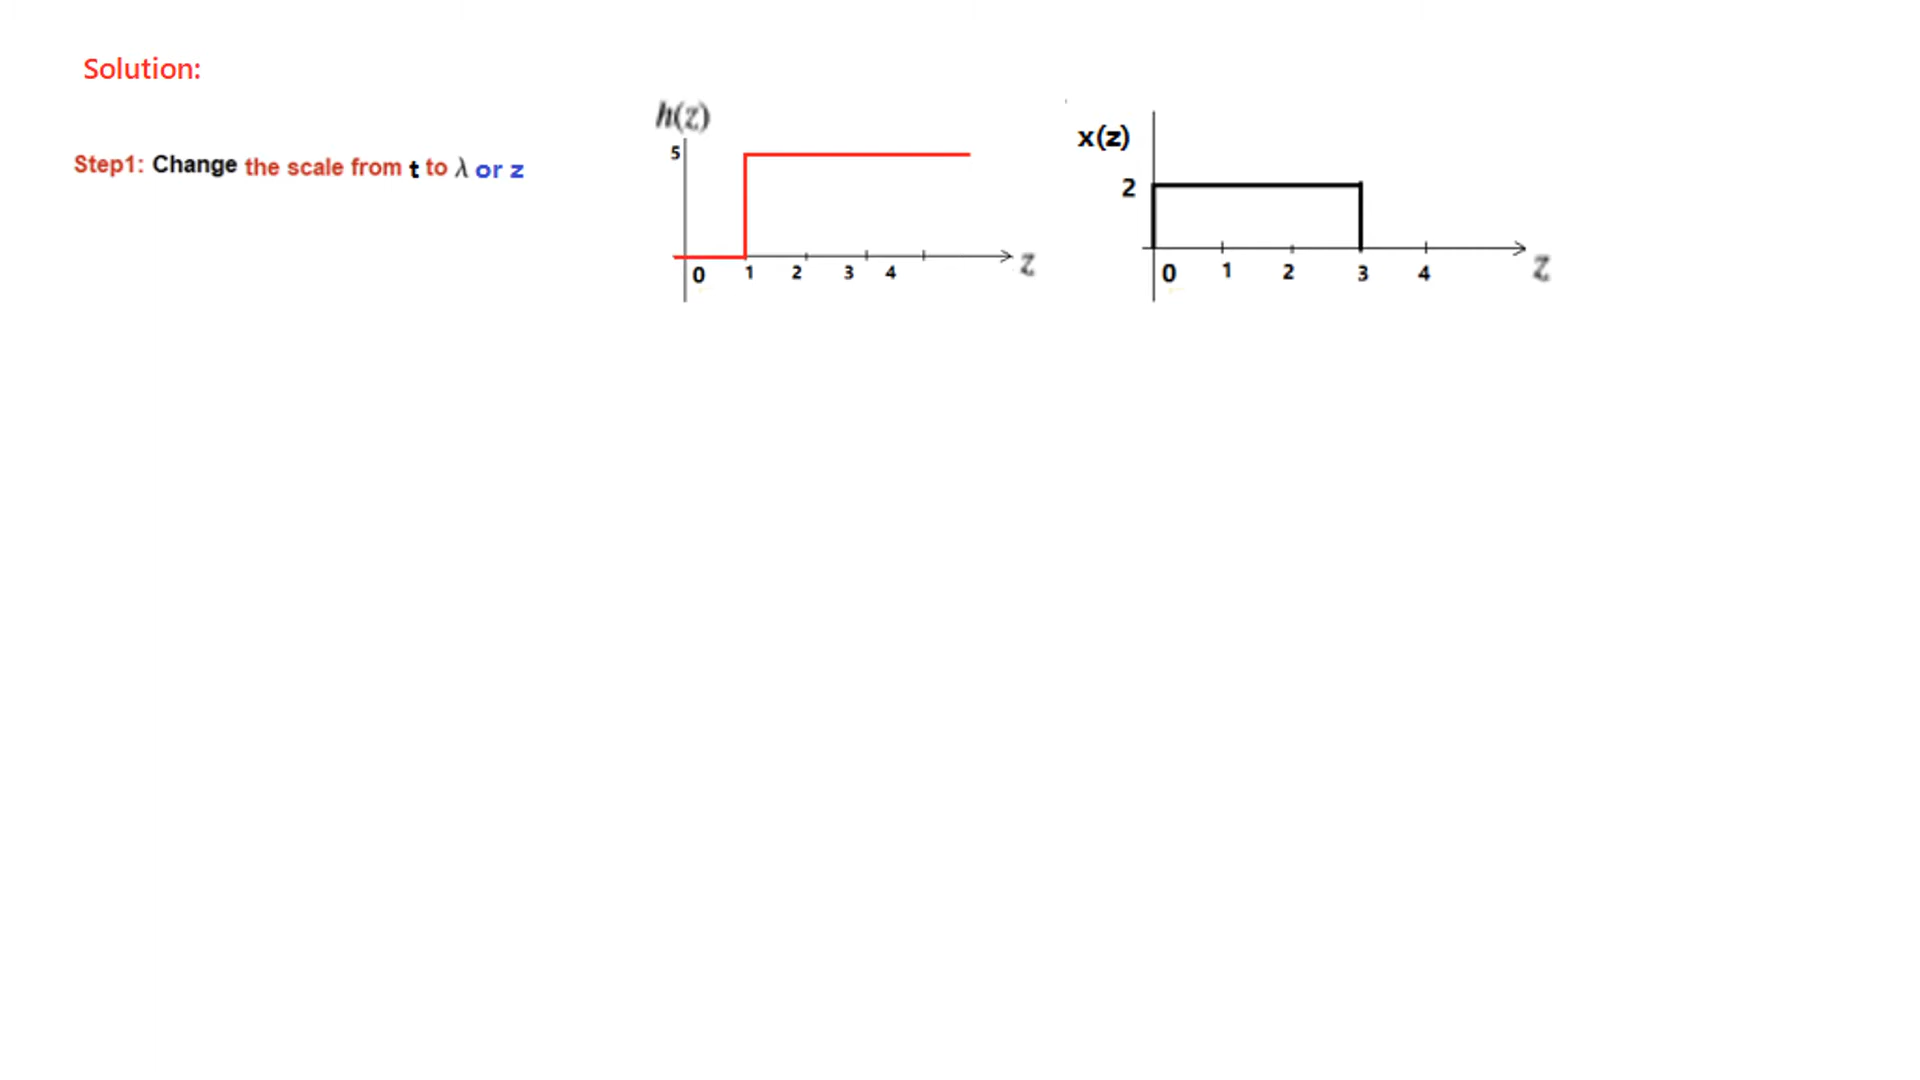 Solution:
Step1: Change the scale from t to λ or z
h(z)
5
0 1 2 3 4
z
x(z)
2
0 1 2 3 4
z